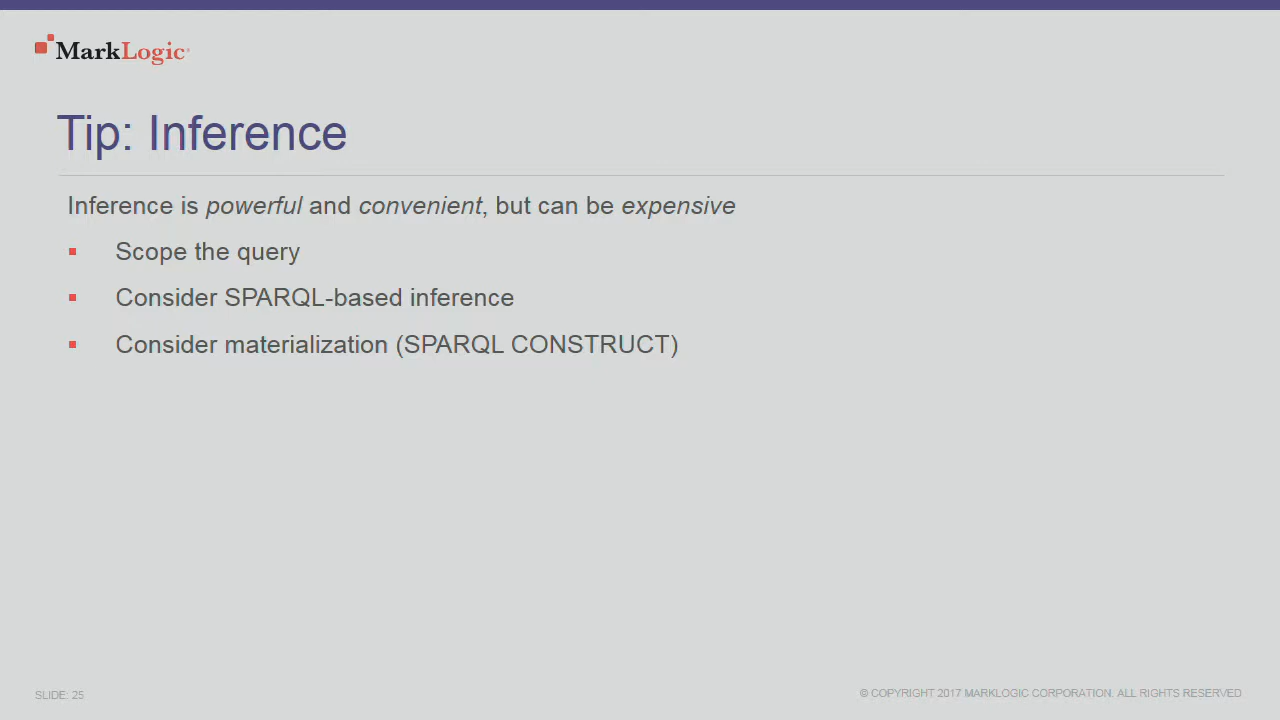 MarkLogic
Tip: Inference
Inference is powerful and convenient, but can be expensive
Scope the query
Consider SPARQL-based inference
Consider materialization (SPARQL CONSTRUCT)
SLIDE: 25
© COPYRIGHT 2017 MARKLOGIC CORPORATION. ALL RIGHTS RESERVED